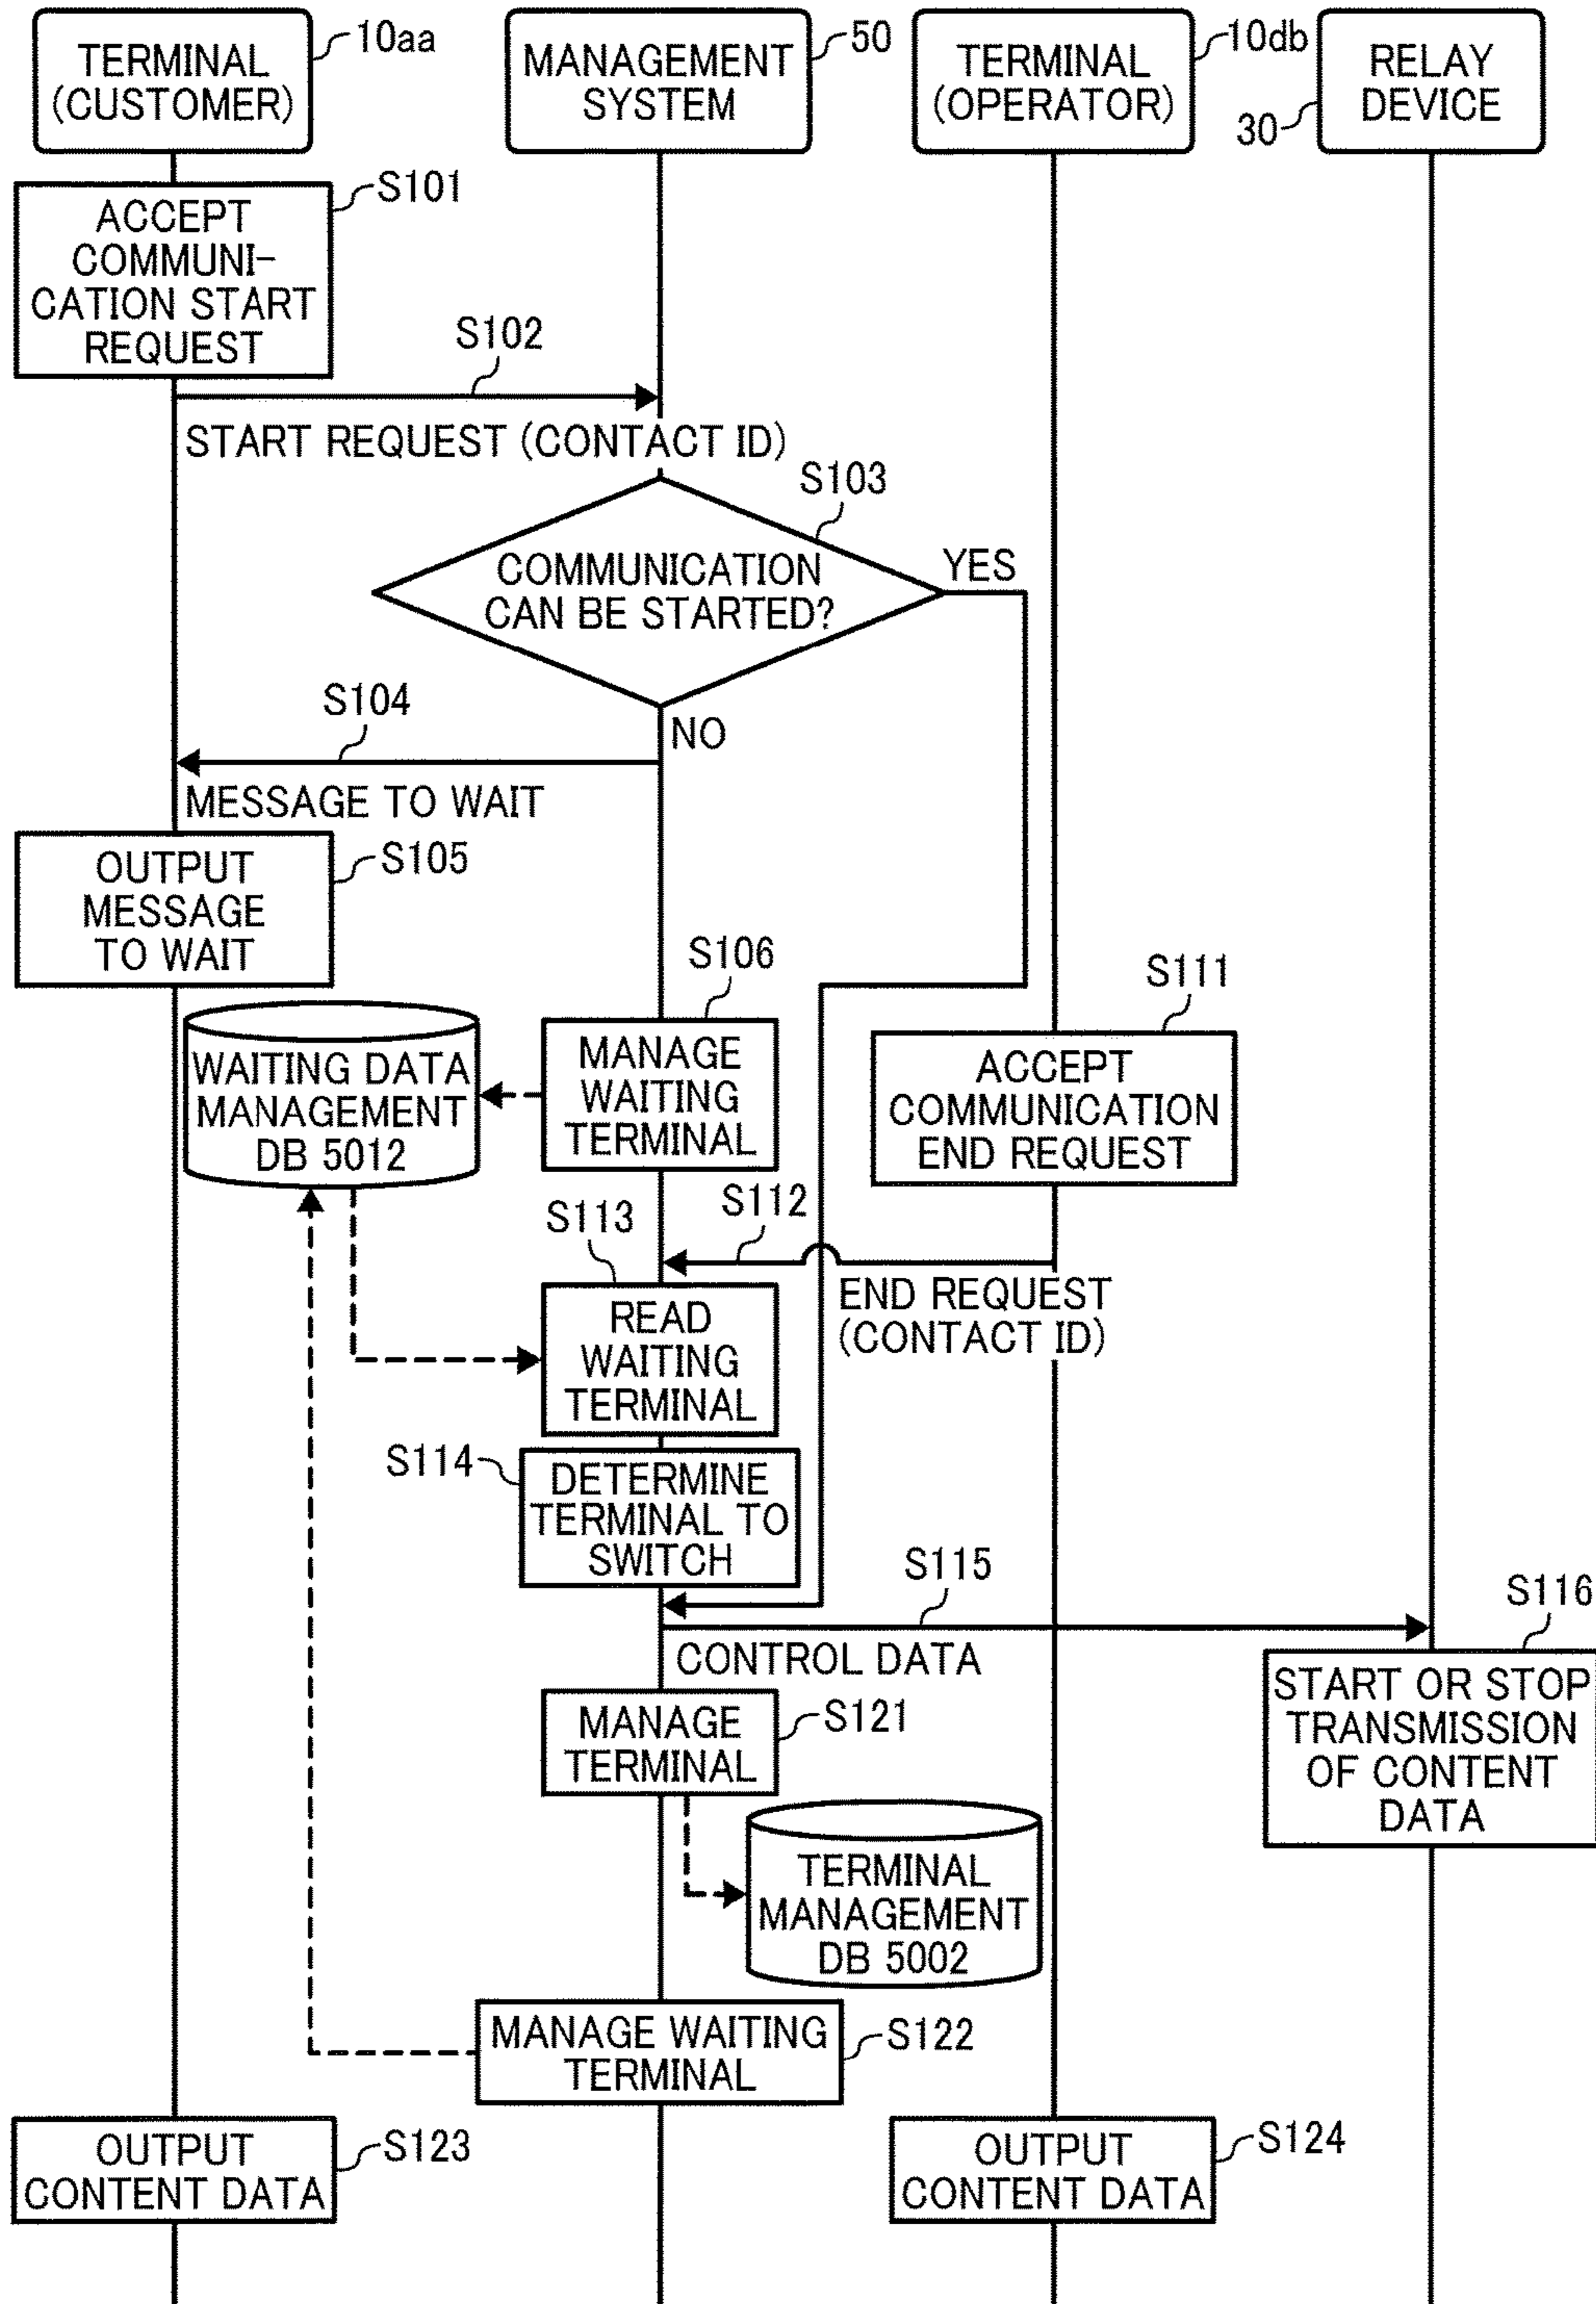 TERMINAL
(CUSTOMER)
10aa
MANAGEMENT
SYSTEM
50
TERMINAL
(OPERATOR)
10db
RELAY
DEVICE
30
S101
ACCEPT
COMMUNI-
CATION START
REQUEST
S102
START REQUEST (CONTACT ID)
S103
COMMUNICATION
CAN BE STARTED?
YES
NO
S104
MESSAGE TO WAIT
S105
OUTPUT
MESSAGE
TO WAIT
S106
MANAGE
WAITING
TERMINAL
WAITING DATA
MANAGEMENT
DB 5012
S111
ACCEPT
COMMUNICATION
END REQUEST
S112
END REQUEST
(CONTACT ID)
S113
READ
WAITING
TERMINAL
S114
DETERMINE
TERMINAL TO
SWITCH
S115
CONTROL DATA
S116
START OR STOP
TRANSMISSION
OF CONTENT
DATA
S121
MANAGE
TERMINAL
TERMINAL
MANAGEMENT
DB 5002
S122
MANAGE WAITING
TERMINAL
S123
OUTPUT
CONTENT DATA
S124
OUTPUT
CONTENT DATA